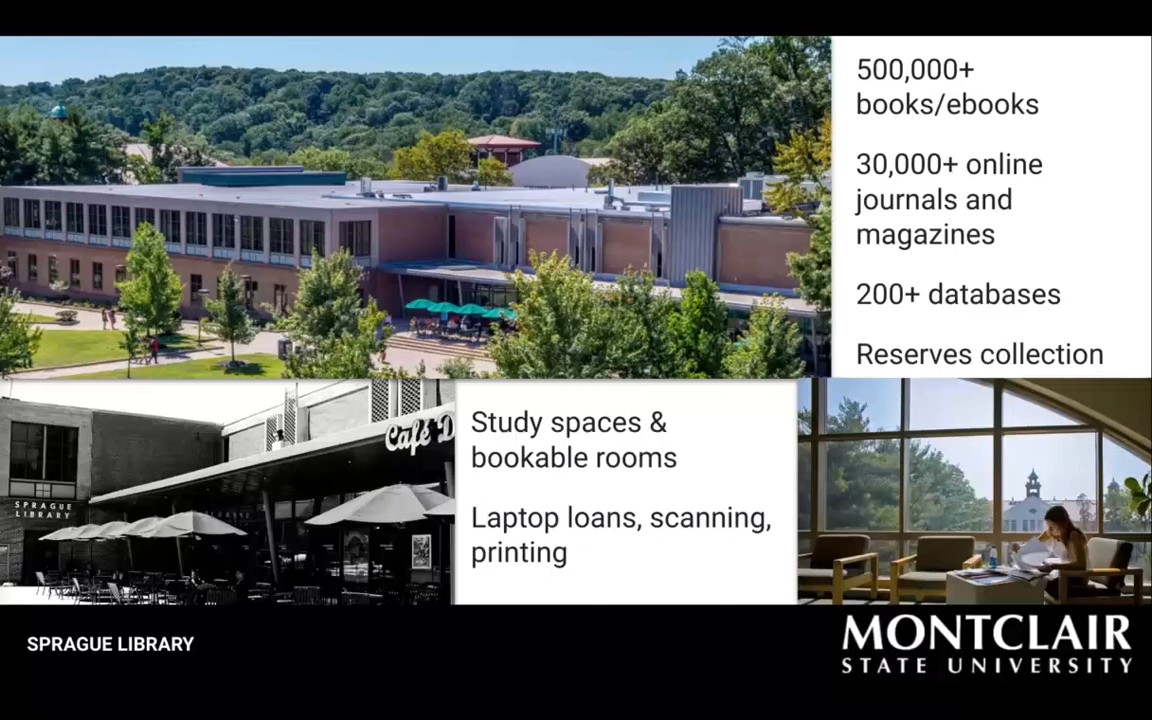 500,000+
books/ebooks
30,000+ online
journals and
magazines
200+ databases
Reserves collection
Café D
SPRAGUE
LIBRARY
Study spaces &
bookable rooms
Laptop loans, scanning,
printing
SPRAGUE LIBRARY
MONTCLAIR
STATE UNIVERSITY